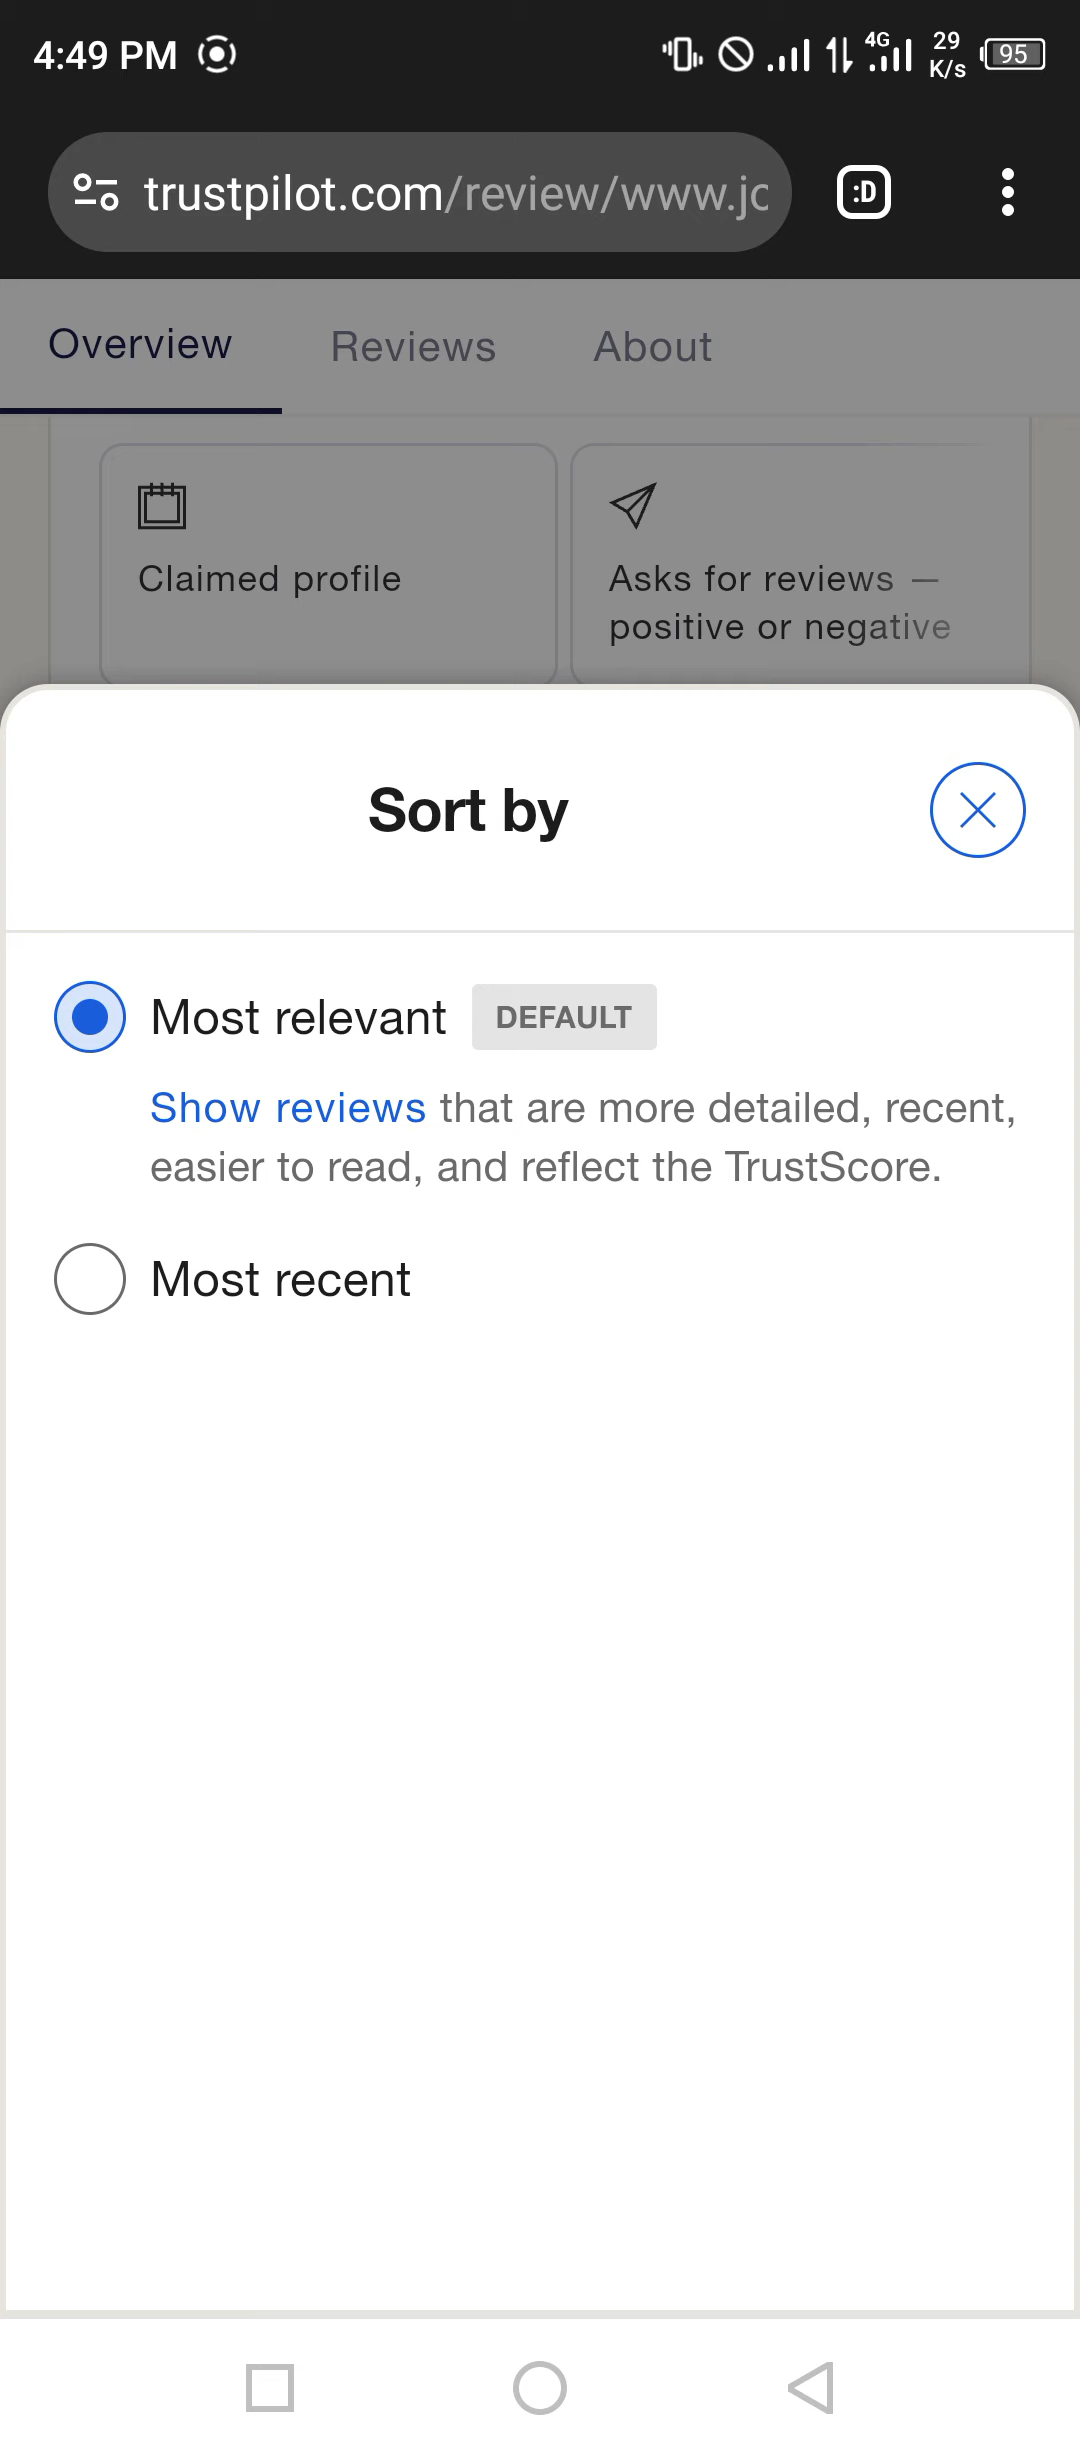 4:49 PM
4G
29
K/s
95
trustpilot.com/review/www.jo
:D
Overview
Reviews
About
Claimed profile
Asks for reviews —
positive or negative
Sort by
Most relevant
DEFAULT
Show reviews that are more detailed, recent,
easier to read, and reflect the TrustScore.
Most recent